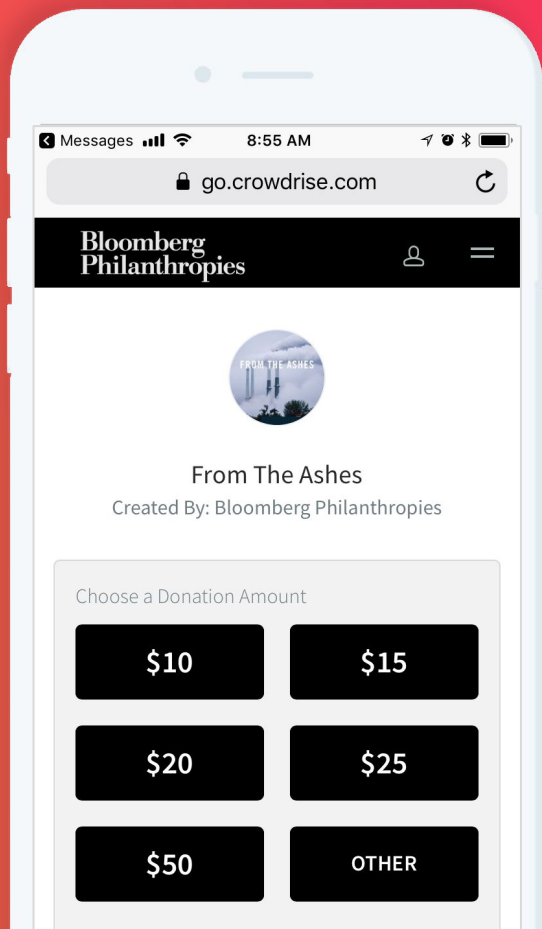 Messages 8:55 AM
go.crowdrise.com
Bloomberg
Philanthropies
FROM THE ASHES
From The Ashes
Created By: Bloomberg Philanthropies
Choose a Donation Amount
$10 $15
$20 $25
$50 OTHER